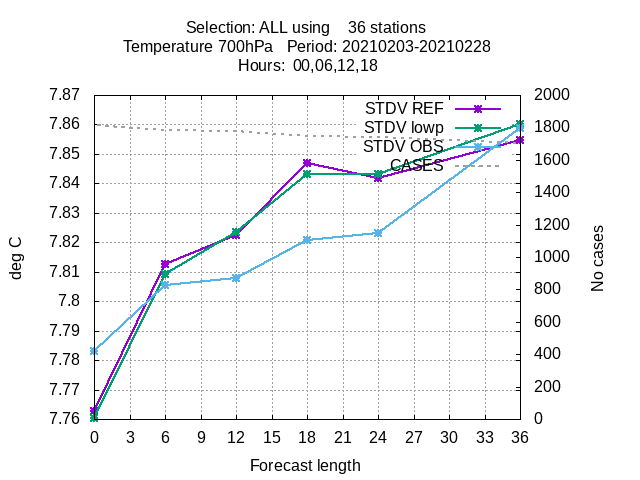 Selection: ALL using    36 stations
Temperature 700hPa   Period: 20210203-20210228
Hours:  00,06,12,18
STDV REF
STDV lowp
STDV OBS
CASES
7.87
7.86
7.85
7.84
7.83
7.82
7.81
7.8
7.79
7.78
7.77
7.76
deg C
2000
1800
1600
1400
1200
1000
800
600
400
200
0
No cases
0 3 6 9 12 15 18 21 24 27 30 33 36
Forecast length